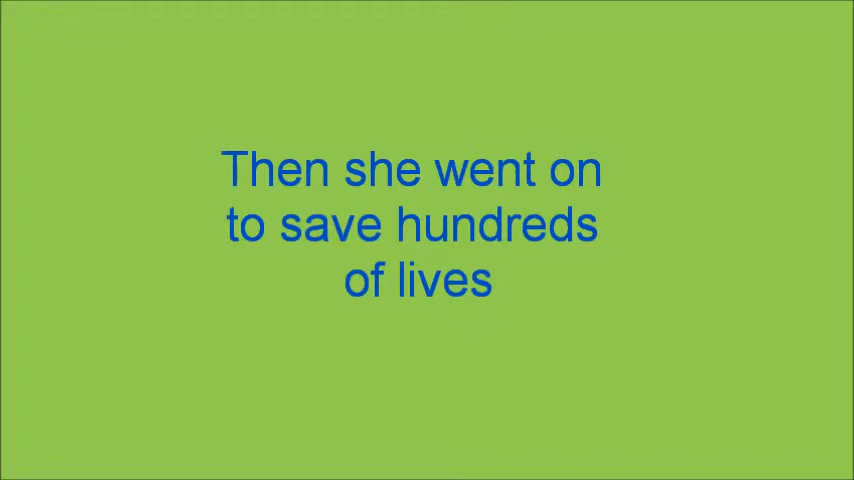 Then she went on
to save hundreds
of lives